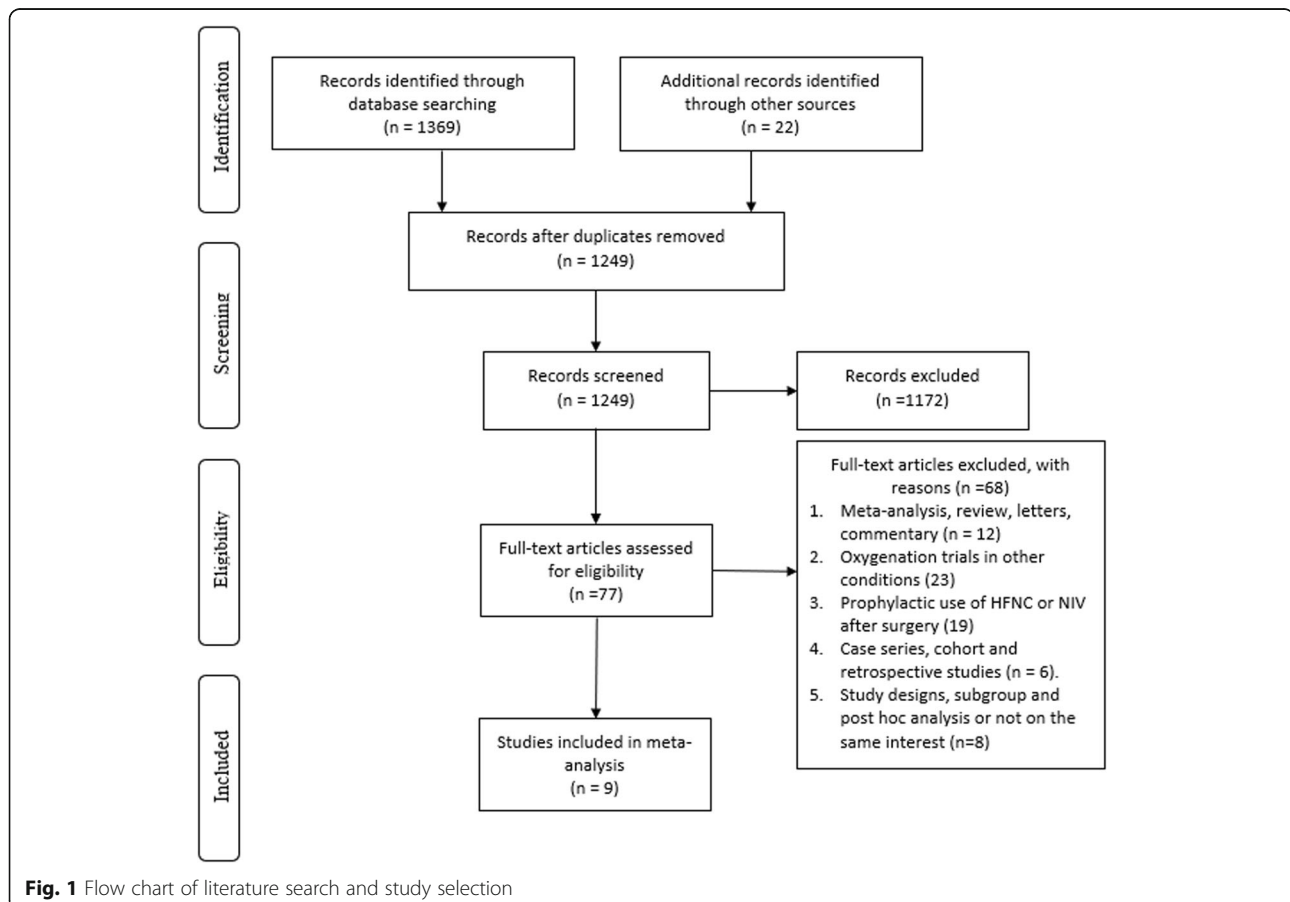 Identification
Records identified through
database searching
(n = 1369)
Additional records identified
through other sources
(n = 22)
Records after duplicates removed
(n = 1249)
Screening
Records screened
(n = 1249)
Records excluded
(n =1172)
Eligibility
Full-text articles assessed
for eligibility
(n =77)
Full-text articles excluded, with
reasons (n =68)
1. Meta-analysis, review, letters,
commentary (n = 12)
2. Oxygenation trials in other
conditions (23)
3. Prophylactic use of HFNC or NIV
after surgery (19)
4. Case series, cohort and
retrospective studies (n = 6).
5. Study designs, subgroup and
post hoc analysis or not on the
same interest (n=8)
Included
Studies included in meta-
analysis
(n = 9)
Fig. 1 Flow chart of literature search and study selection